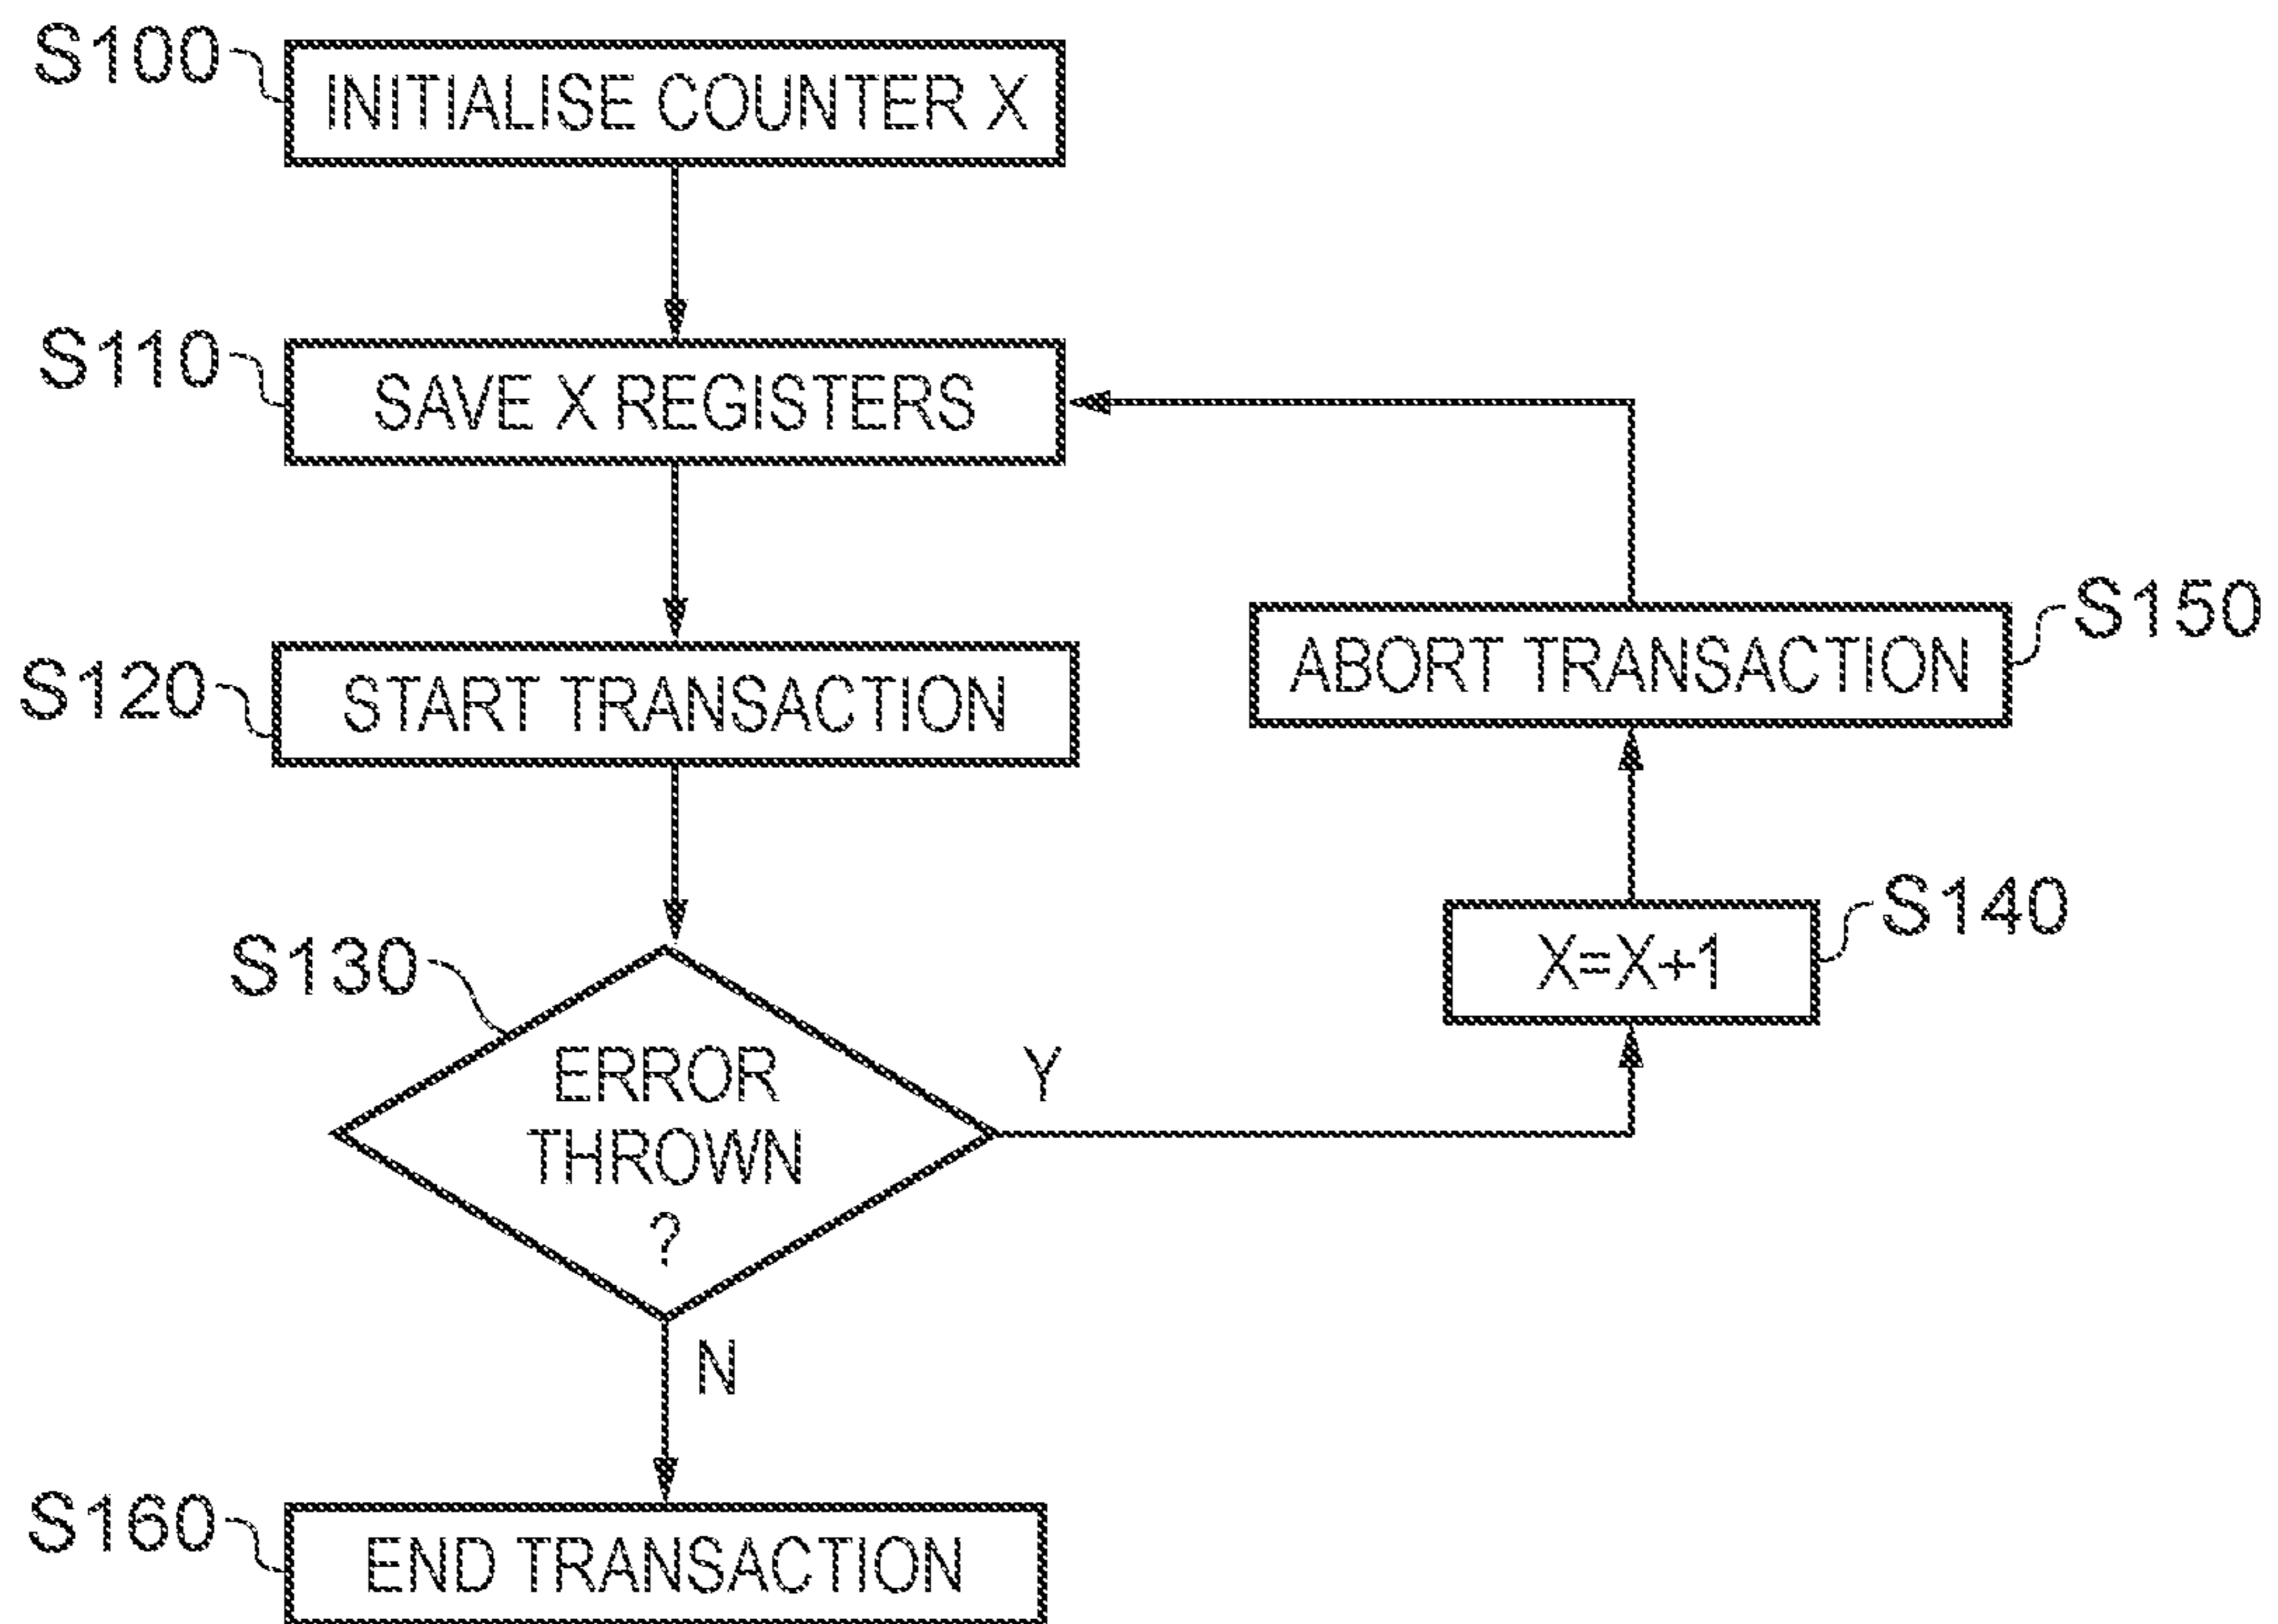 S100
INITIALISE COUNTER X
S110
SAVE X REGISTERS
S120
START TRANSACTION
ABORT TRANSACTION
S150
S140
X=X+1
S130
ERROR
THROWN
?
Y
N
S160
END TRANSACTION